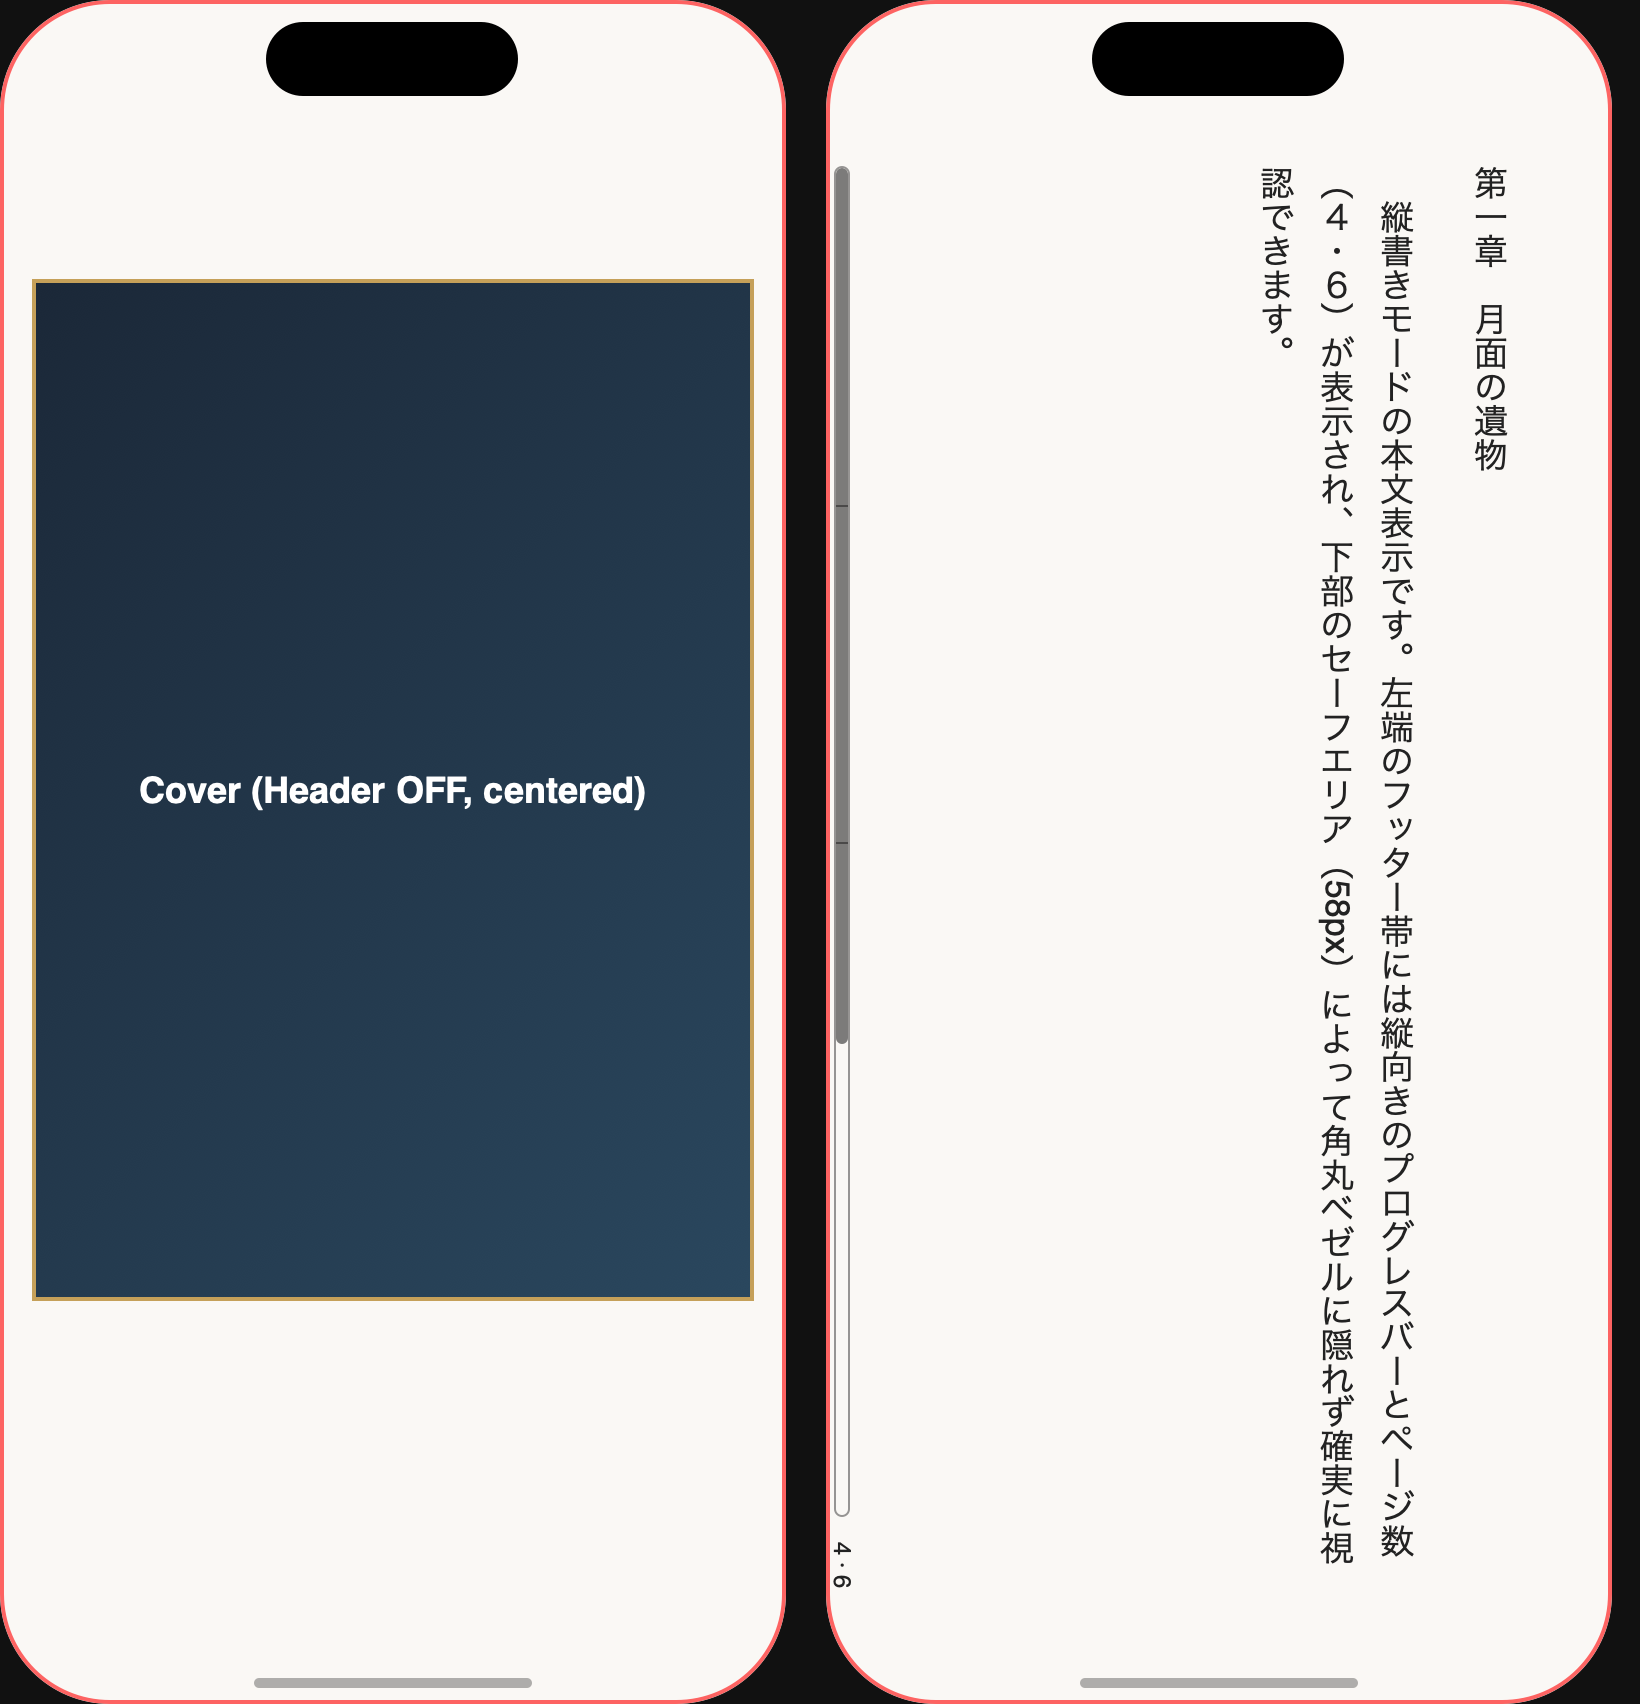 Cover (Header OFF, centered)
第一章　月面の遺物
　縦書きモードの本文表示です。左端のフッター帯には縦向きのプログレスバーとページ数
（４・６）が表示され、下部のセーフエリア（58px）によって角丸ベゼルに隠れず確実に視
認できます。
4・6